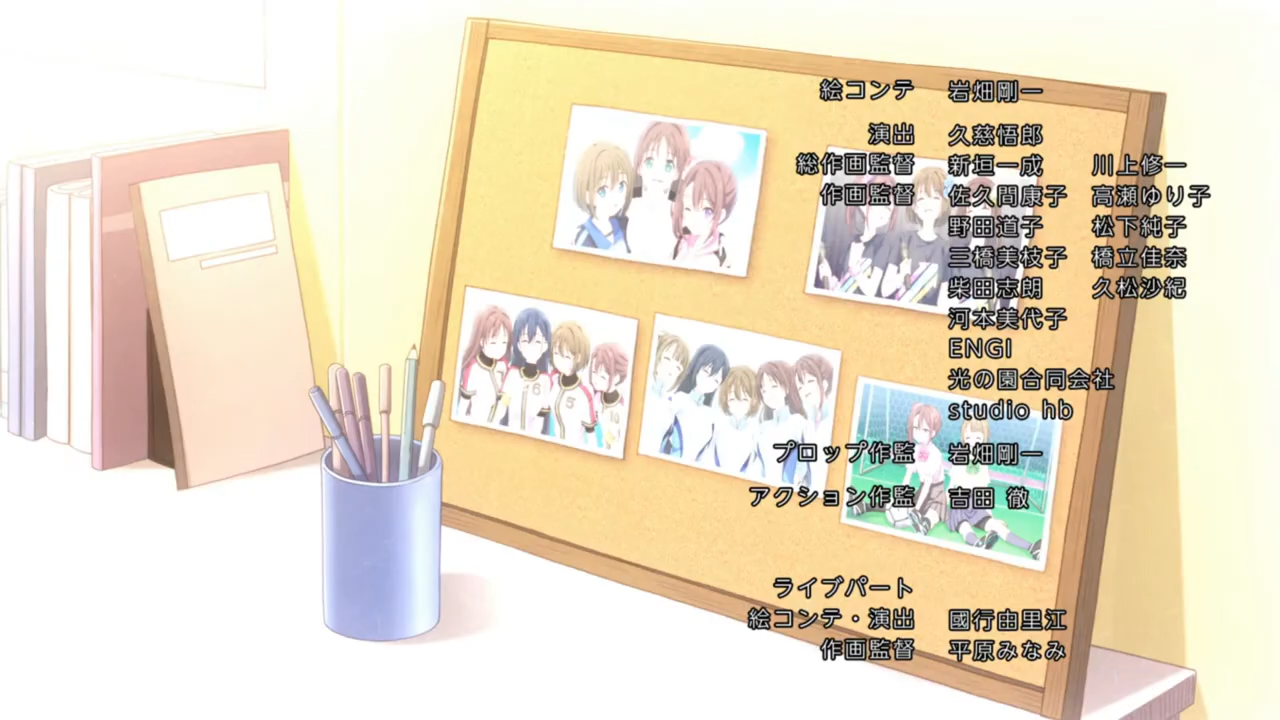 絵コンテ 岩畑剛一
演出 久慈悟郎
総作画監督 新垣一成 川上修一
作画監督 佐久間康子 高瀬ゆり子
野田道子 松下純子
三橋美枝子 橋立佳奈
柴田志朗 久松沙紀
河本美代子
ENGI
光の園合同会社
studio hb
プロップ作監 岩畑剛一
アクション作監 吉田 徹
ライブパート
絵コンテ・演出 國行由里江
作画監督 平原みなみ